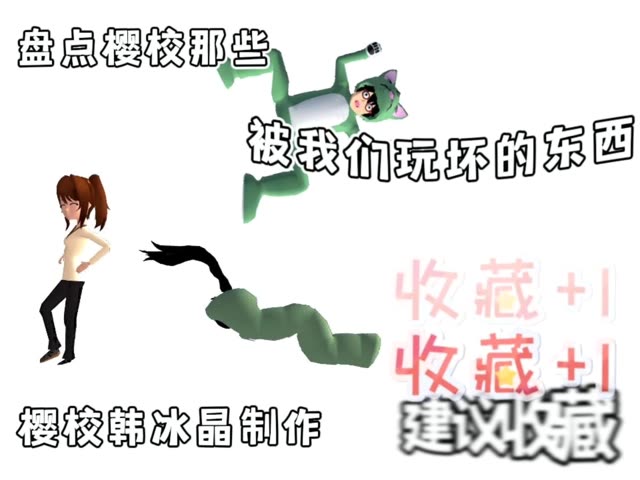 盘点樱校那些
被我们玩坏的东西
收藏+1
收藏+1
建议收藏
樱校韩冰晶制作